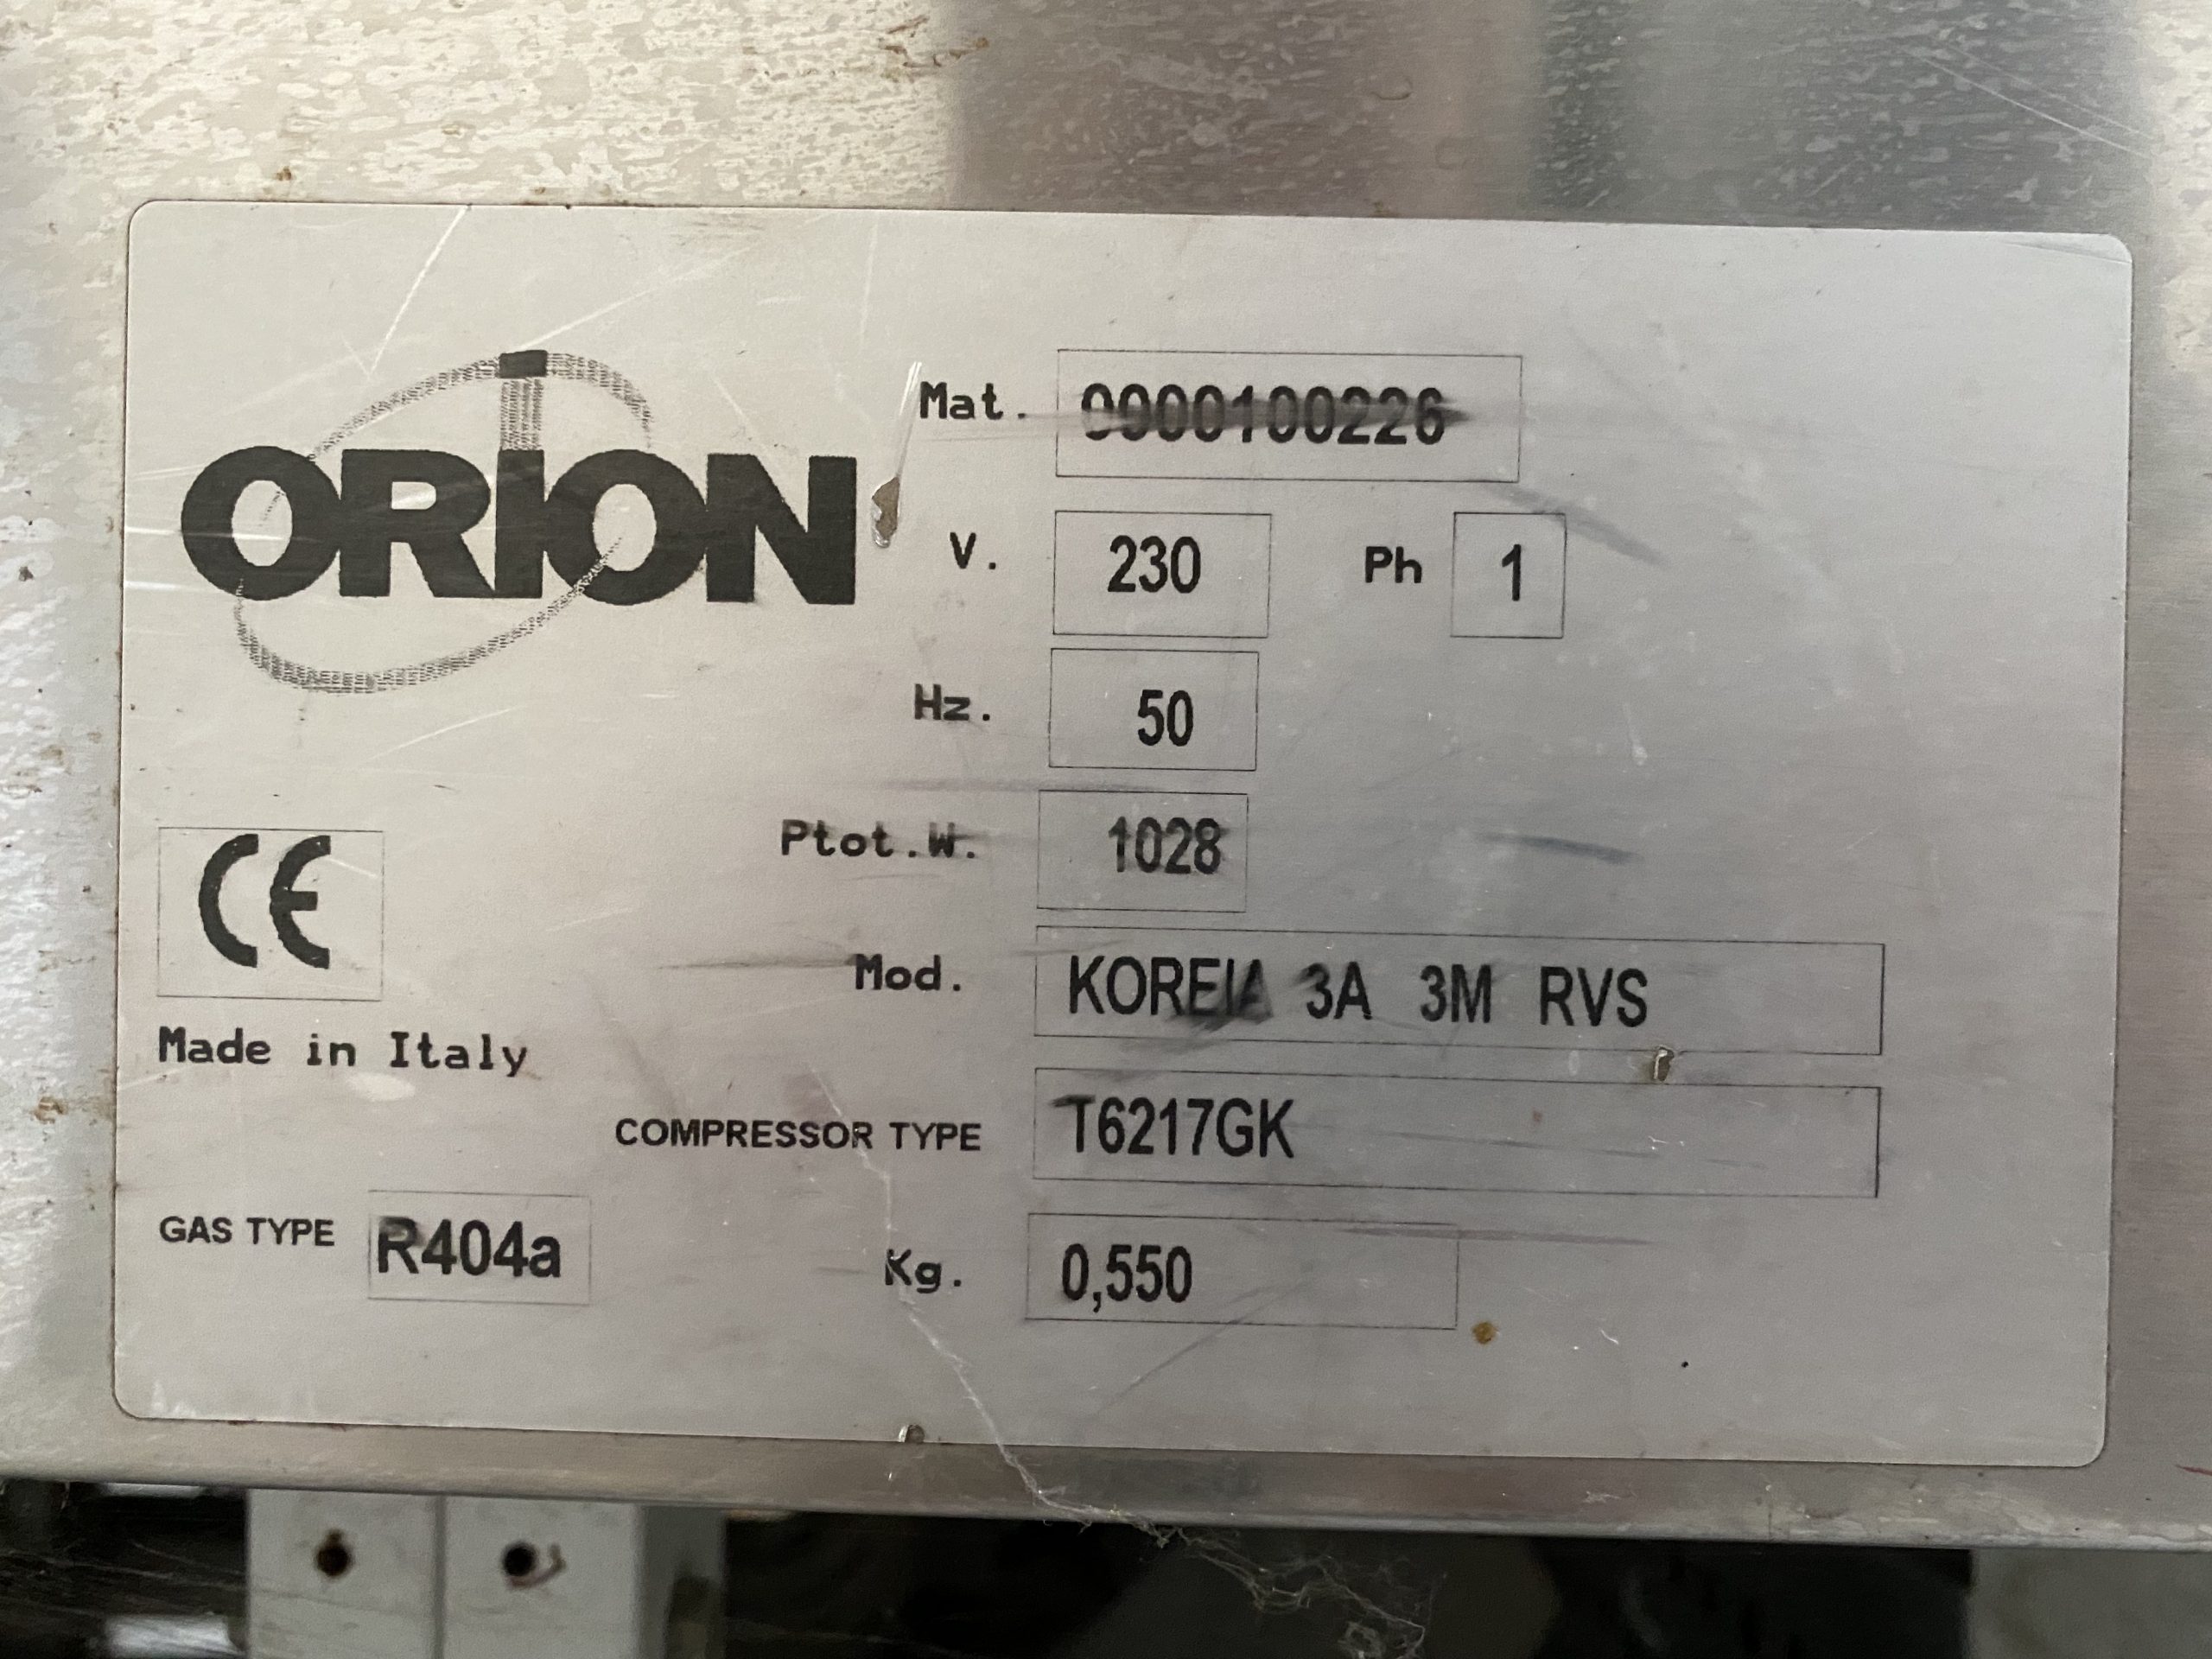 ORION
Mat. 0900100226
V. 230 Ph 1
Hz. 50
Ptot.W. 1028
CE
Mod. KOREIA 3A 3M RVS
Made in Italy
COMPRESSOR TYPE T6217GK
GAS TYPE R404a Kg. 0,550